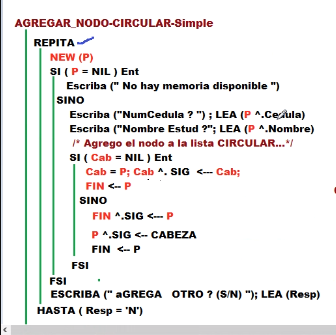 AGREGAR_NODO-CIRCULAR-Simple
REPITA
NEW (P)
SI ( P = NIL ) Ent
Escriba (" No hay memoria disponible ")
SINO
Escriba ("NumCedula ? ") ; LEA (P ^.Cedula)
Escriba ("Nombre Estud ?"; LEA (P ^.Nombre)
/* Agrego el nodo a la lista CIRCULAR...*/
SI ( Cab = NIL ) Ent
Cab = P; Cab ^. SIG <--- Cab;
FIN <-- P
SINO
FIN ^.SIG <--- P
P ^.SIG <-- CABEZA
FIN <-- P
FSI
FSI
ESCRIBA (" aGREGA OTRO ? (S/N) "); LEA (Resp)
HASTA ( Resp = 'N')